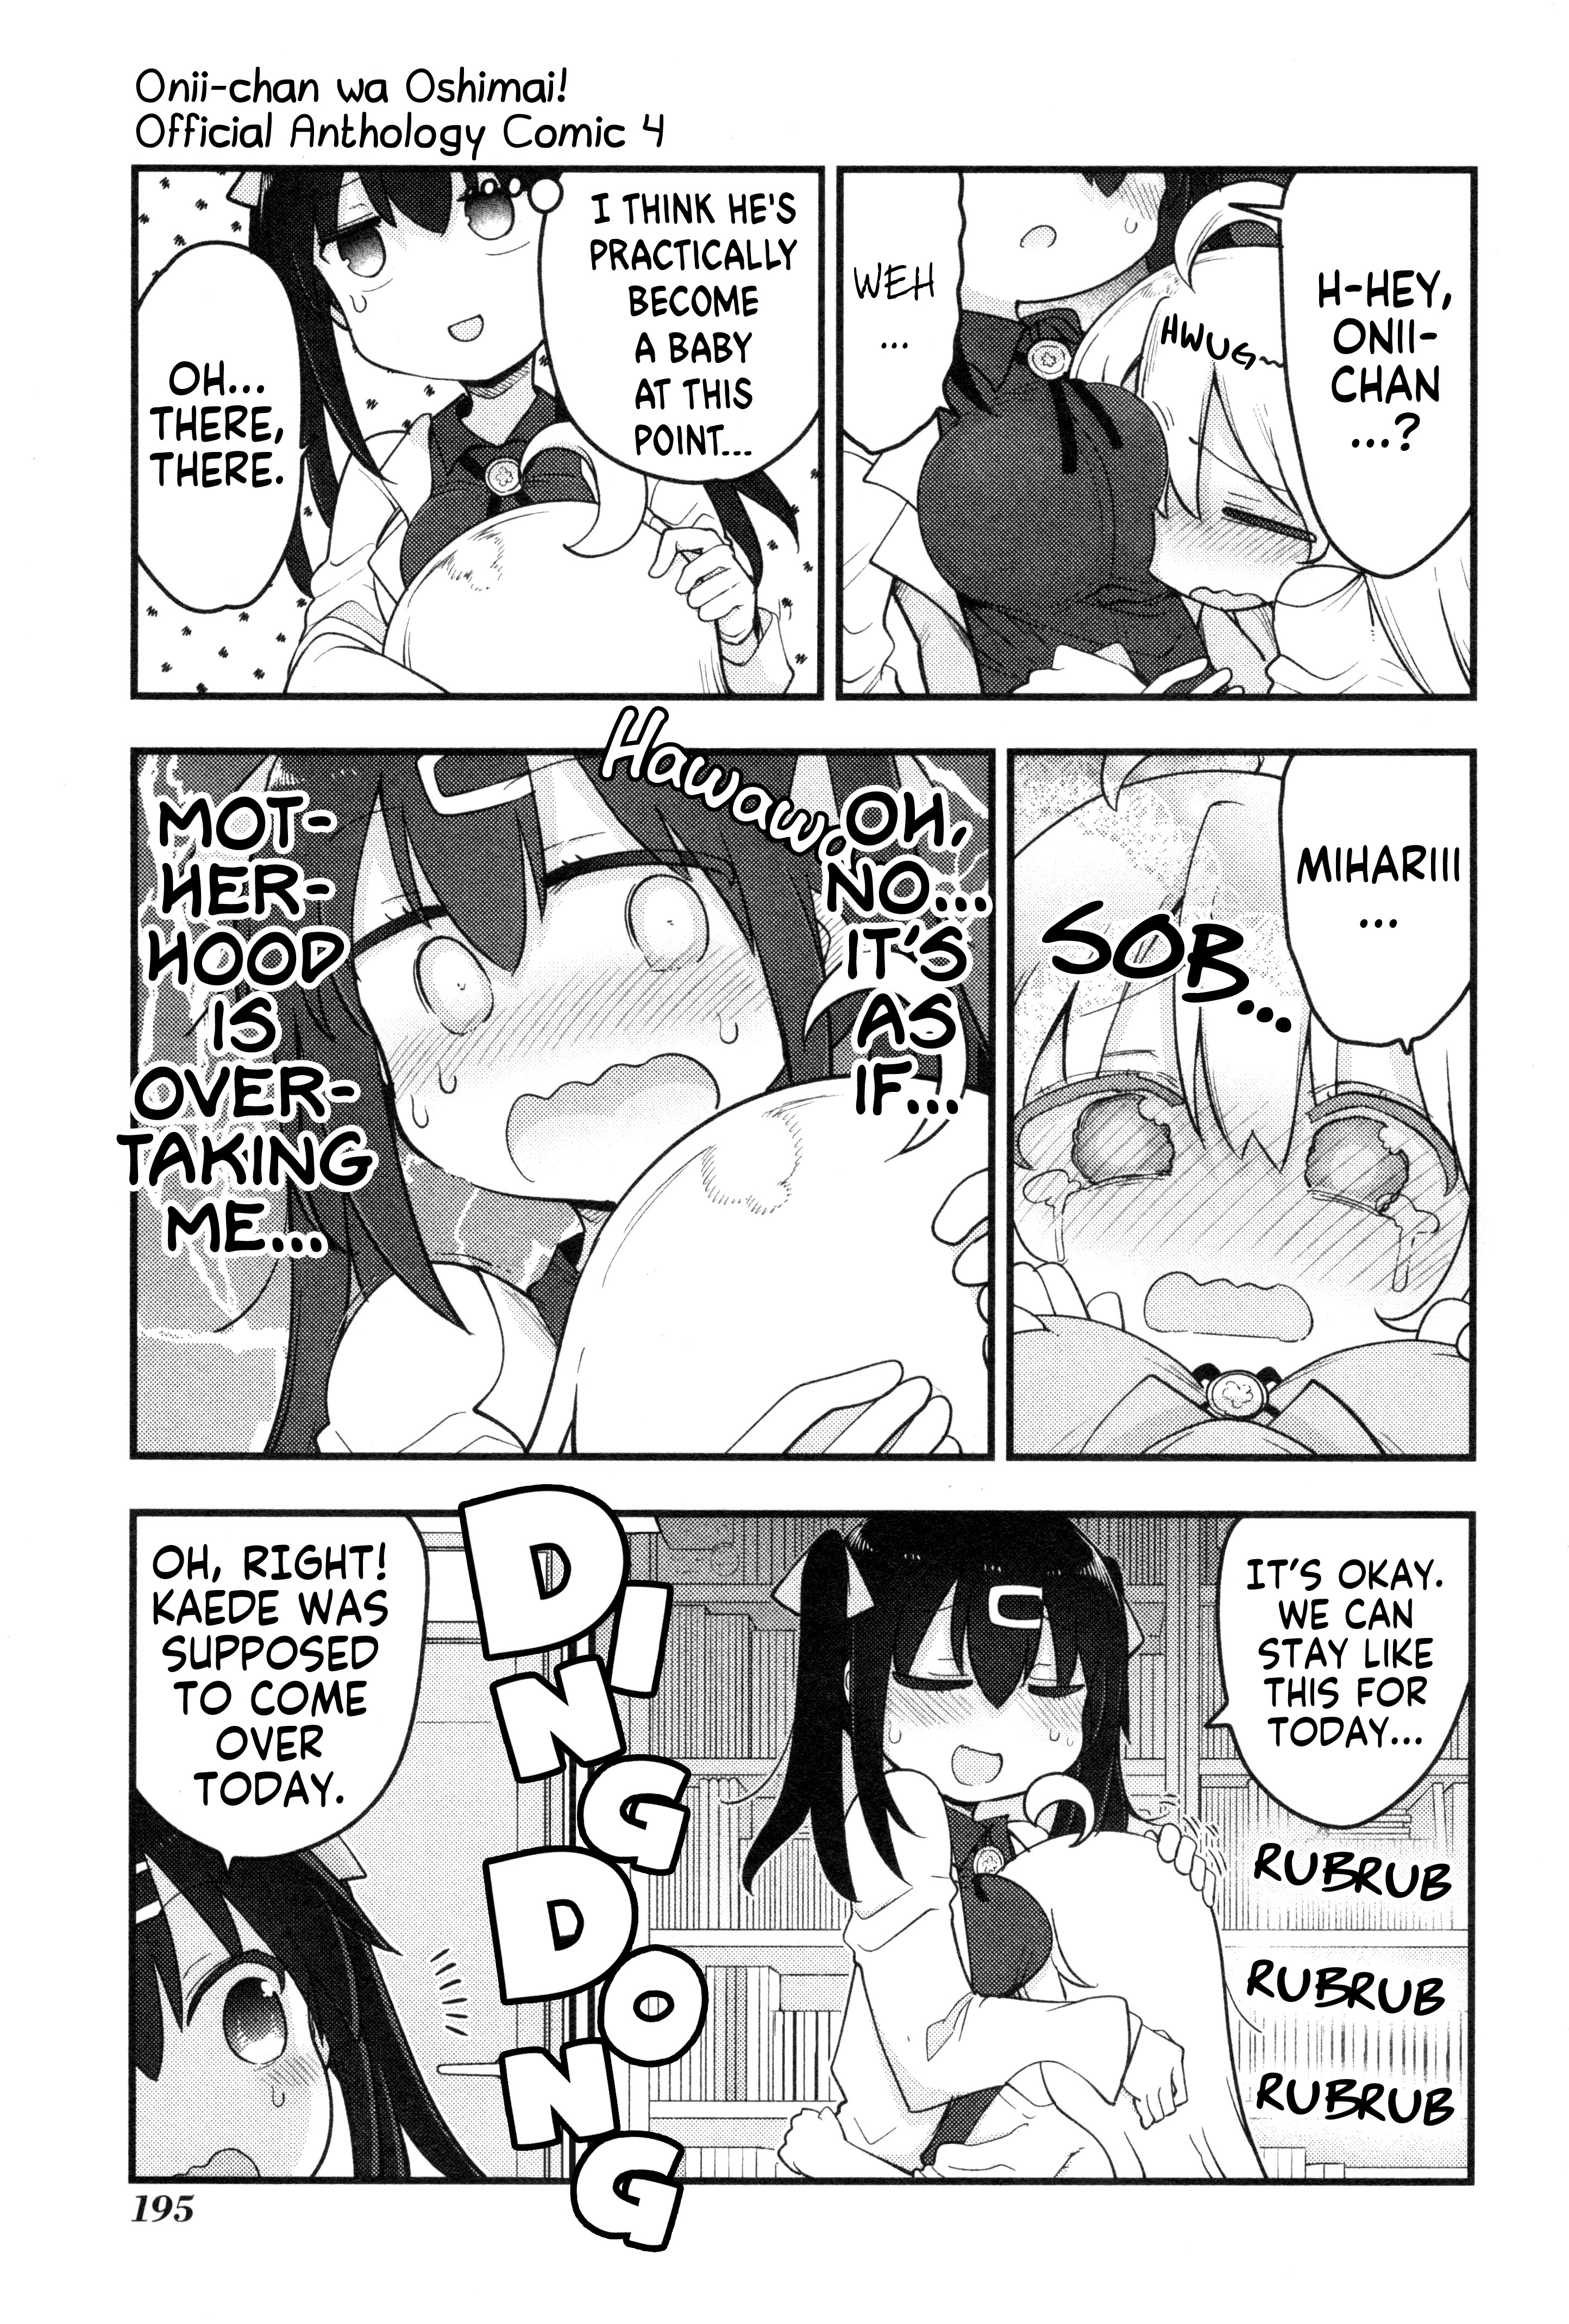 Onii-chan wa Oshimai!
Official Anthology Comic 4
H-HEY,
ONII-
CHAN
...?
HWUG~
WEH
...
I THINK HE'S
PRACTICALLY
BECOME
A BABY
AT THIS
POINT...
OH...
THERE,
THERE.
MIHARIII
...
SOB...
Hawawa
OH,
NO...
IT'S
AS
IF...
MOT-
HER-
HOOD
IS
OVER-
TAKING
ME...
IT'S OKAY.
WE CAN
STAY LIKE
THIS FOR
TODAY...
RUBRUB
RUBRUB
RUBRUB
DING
DONG
OH, RIGHT!
KAEDE WAS
SUPPOSED
TO COME
OVER
TODAY.
195